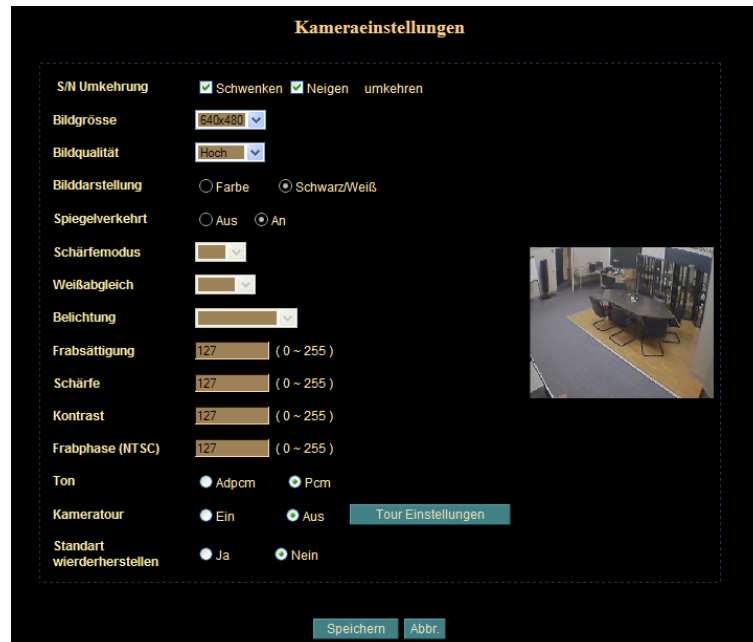 Kameraeinstellungen
S/N Umkehrung Schwenken Neigen umkehren
Bildgrösse 640x480
Bildqualität Hoch
Bilddarstellung Farbe Schwarz/Weiß
Spiegelverkehrt Aus An
Schärfemodus
Weißabgleich
Belichtung
Frabsättigung 127 ( 0 ~ 255 )
Schärfe 127 ( 0 ~ 255 )
Kontrast 127 ( 0 ~ 255 )
Frabphase (NTSC) 127 ( 0 ~ 255 )
Ton Adpcm Pcm
Kameratour Ein Aus Tour Einstellungen
Standart
wierderherstellen Ja Nein
Speichern Abbr.